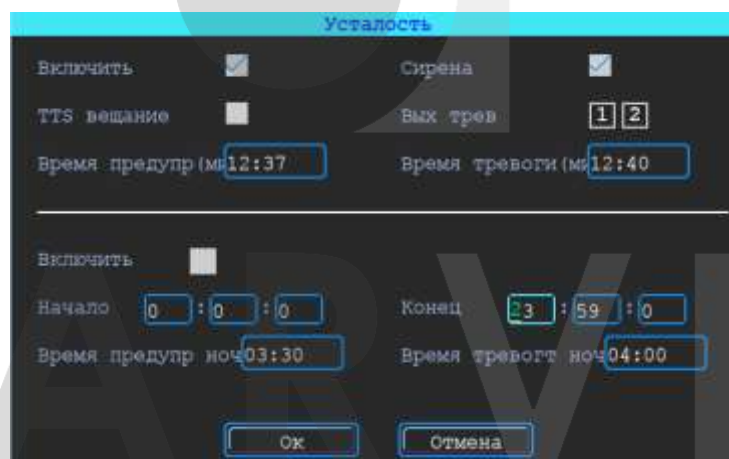 Усталость
Включить Сирена
TTS вещание Вых трев 1 2
Время предупр(ми 12:37 Время тревоги(ми 12:40
Включить
Начало 0 : 0 : 0 Конец 23 : 59 : 0
Время предупр ноч 03:30 Время тревогт ноч 04:00
Ок Отмена